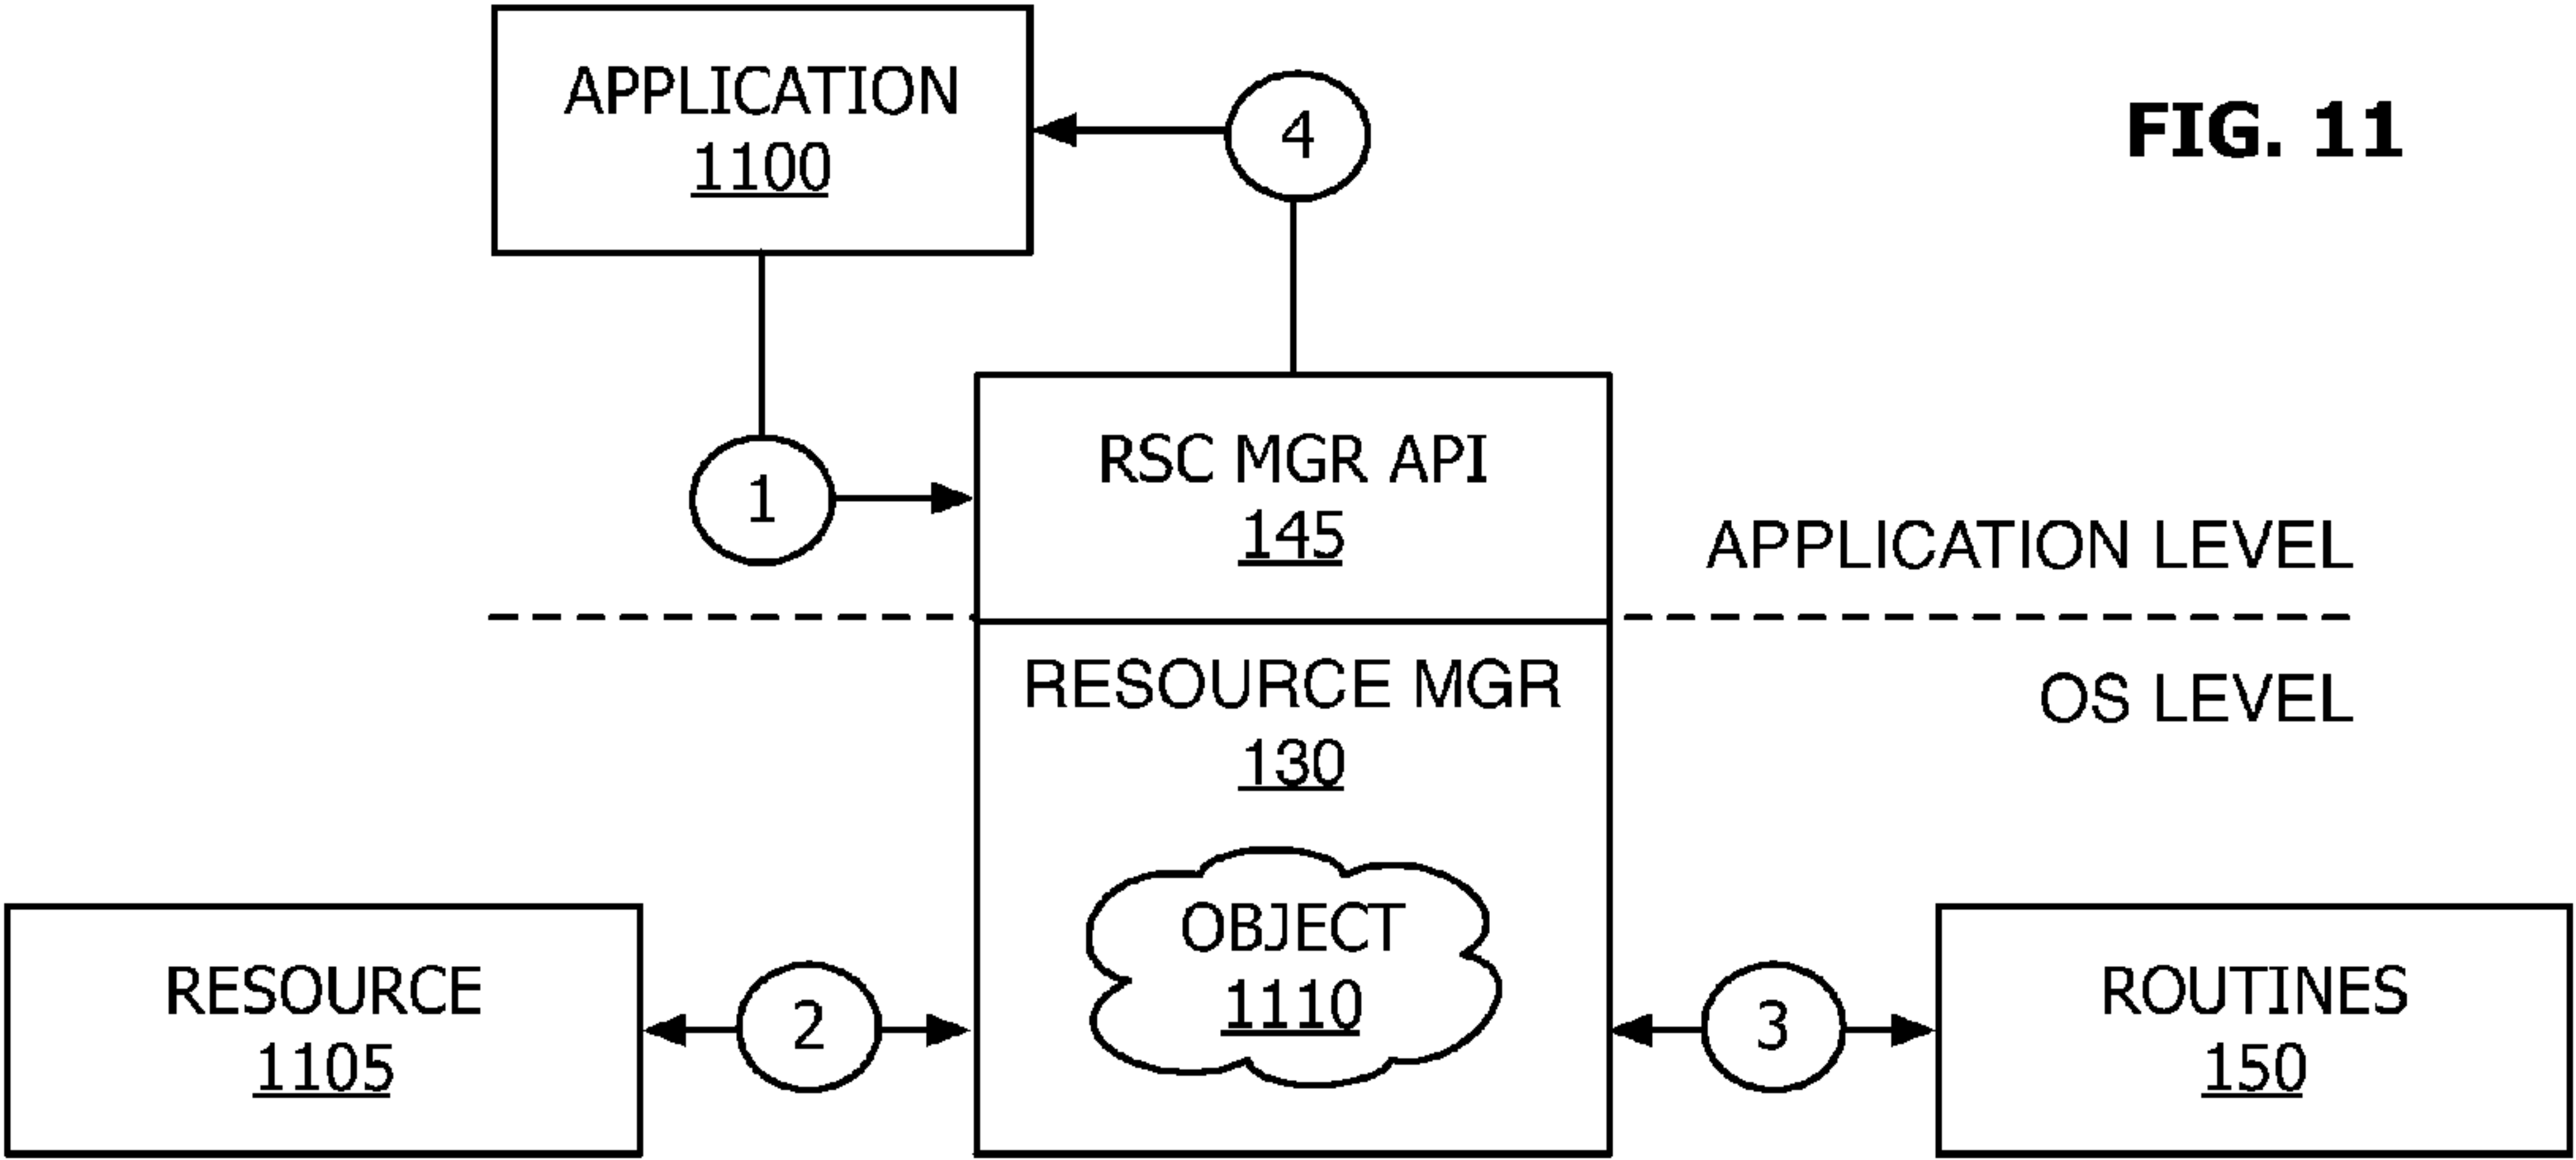 APPLICATION
1100
4
FIG. 11
1
RSC MGR API
145
APPLICATION LEVEL
RESOURCE MGR
130
OS LEVEL
RESOURCE
1105
2
OBJECT
1110
3
ROUTINES
150